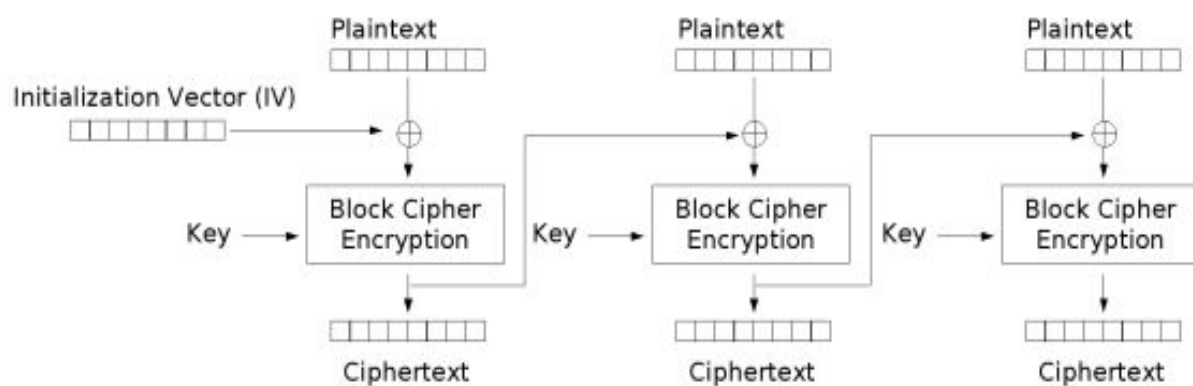 Plaintext
Plaintext
Plaintext
Initialization Vector (IV)
Key
Block Cipher
Encryption
Key
Block Cipher
Encryption
Key
Block Cipher
Encryption
Ciphertext
Ciphertext
Ciphertext